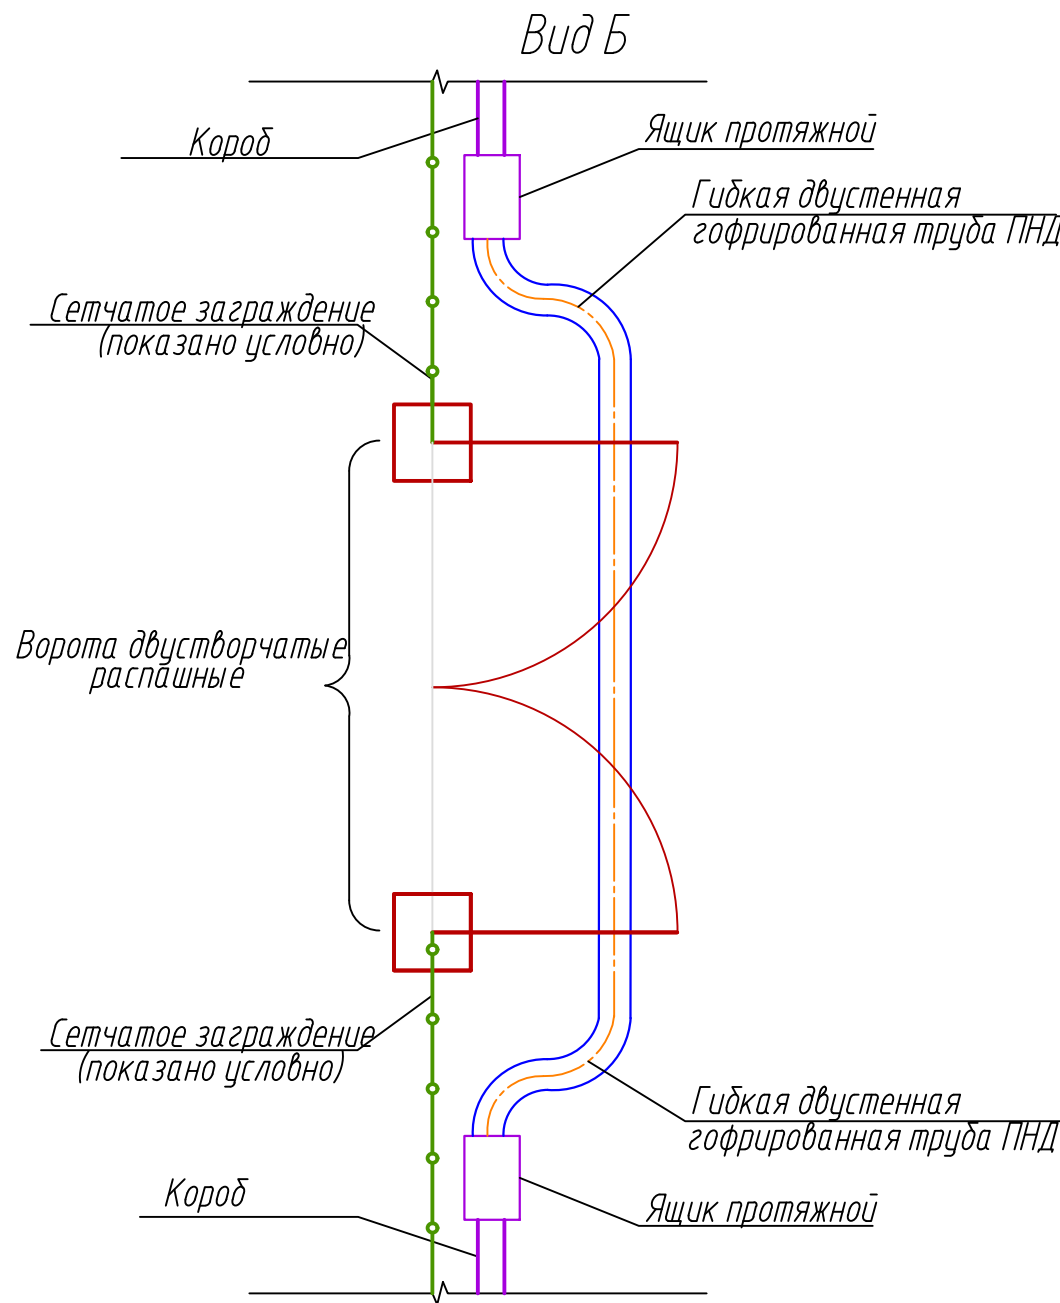 Вид Б
Короб
Ящик протяжной
Гибкая двустенная
гофрированная труба ПНД
Сетчатое заграждение
(показано условно)
Ворота двустворчатые
распашные
Сетчатое заграждение
(показано условно)
Гибкая двустенная
гофрированная труба ПНД
Короб
Ящик протяжной